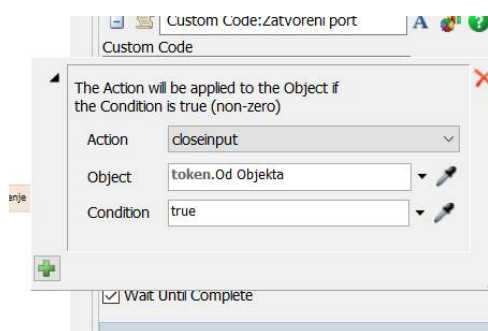 Custom Code:Zatvoreni port
Custom Code
The Action will be applied to the Object if
the Condition is true (non-zero)
Action closeinput
Object token.Od Objekta
enje
Condition true
Wait Until Complete